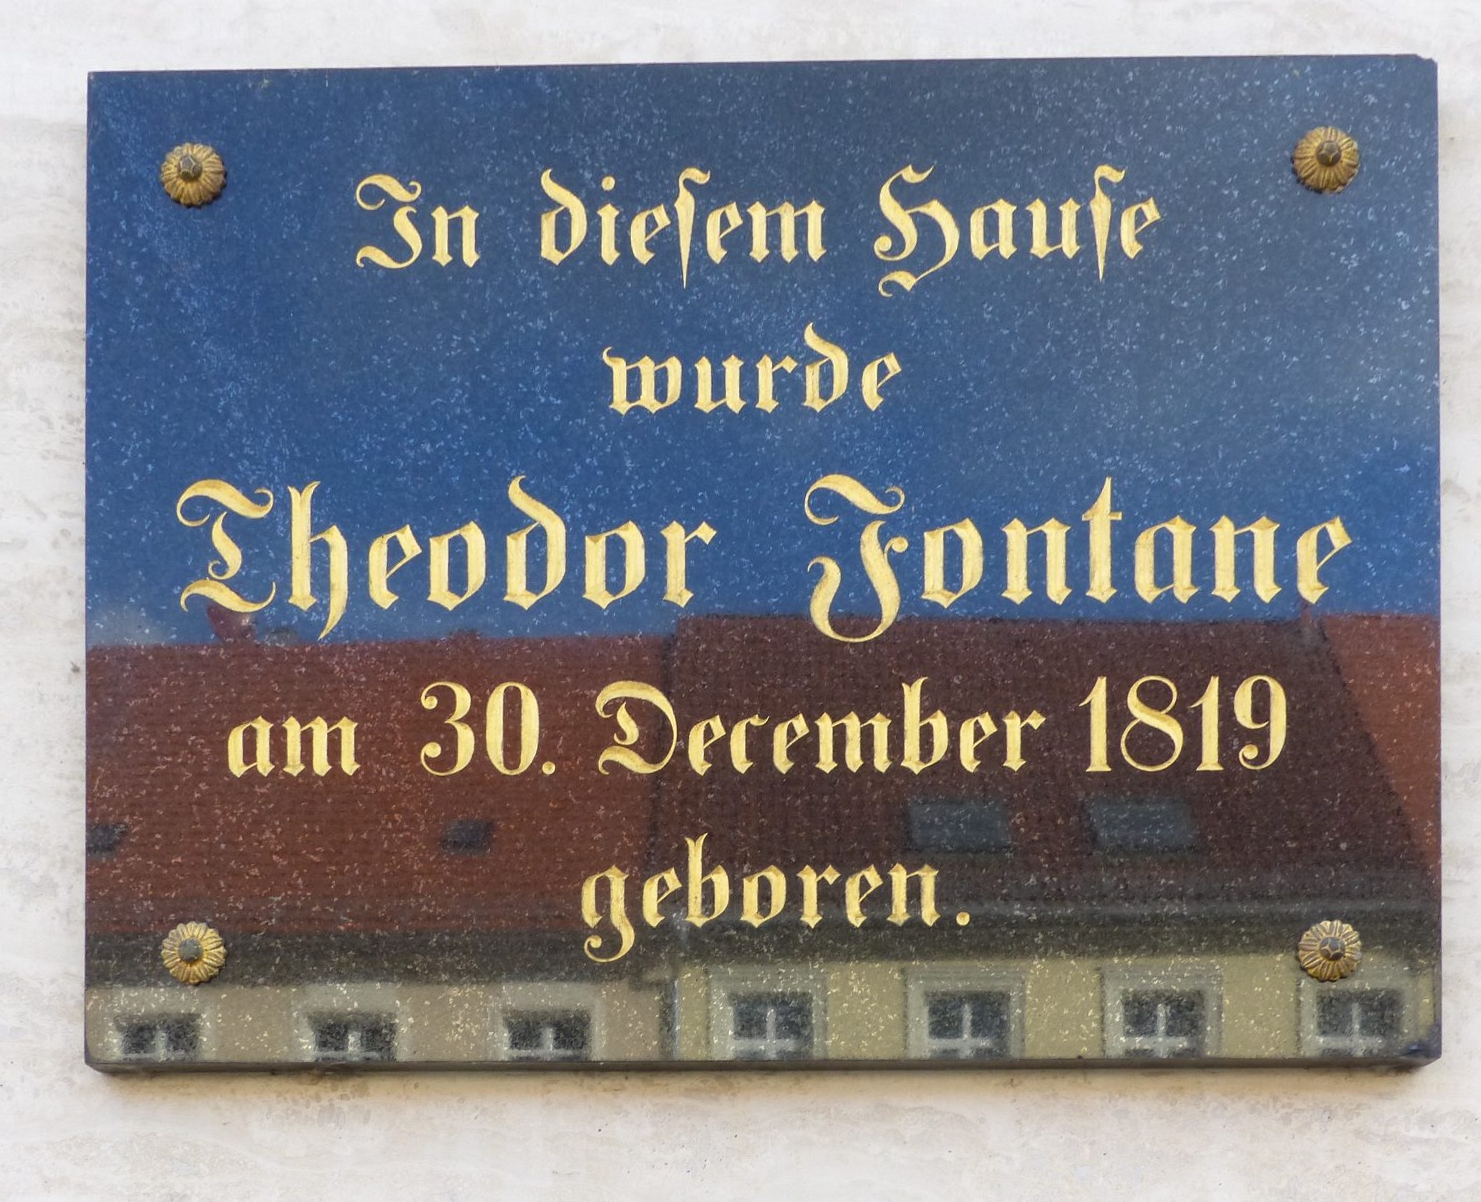 In diesem Hause
wurde
Theodor Fontane
am 30. December 1819
geboren.